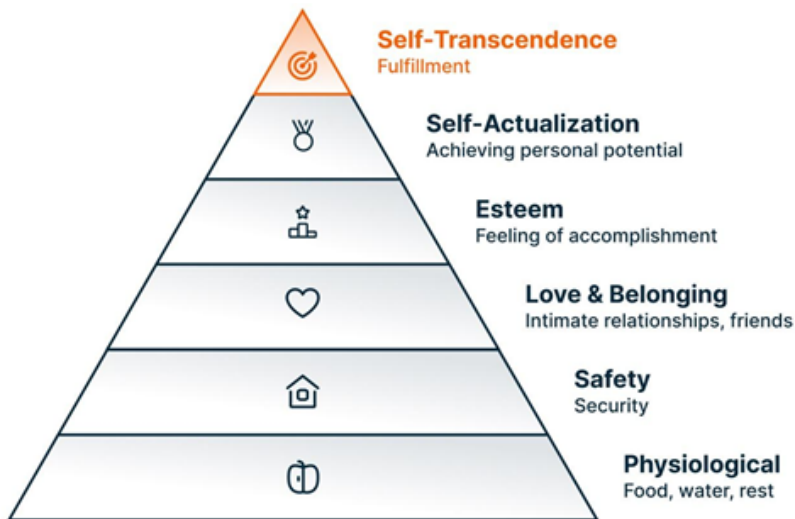 Self-Transcendence
Fulfillment
Self-Actualization
Achieving personal potential
Esteem
Feeling of accomplishment
Love & Belonging
Intimate relationships, friends
Safety
Security
Physiological
Food, water, rest